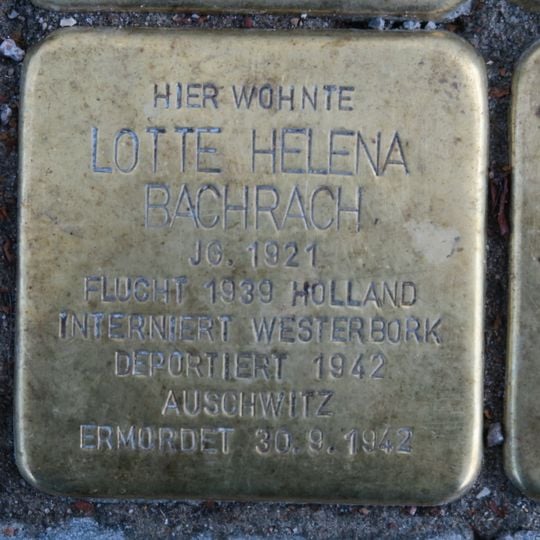 HIER WOHNTE
LOTTE HELENA
BACHRACH
JG. 1921
FLUCHT 1939 HOLLAND
INTERNIERT WESTERBORK
DEPORTIERT 1942
AUSCHWITZ
ERMORDET 30.9.1942